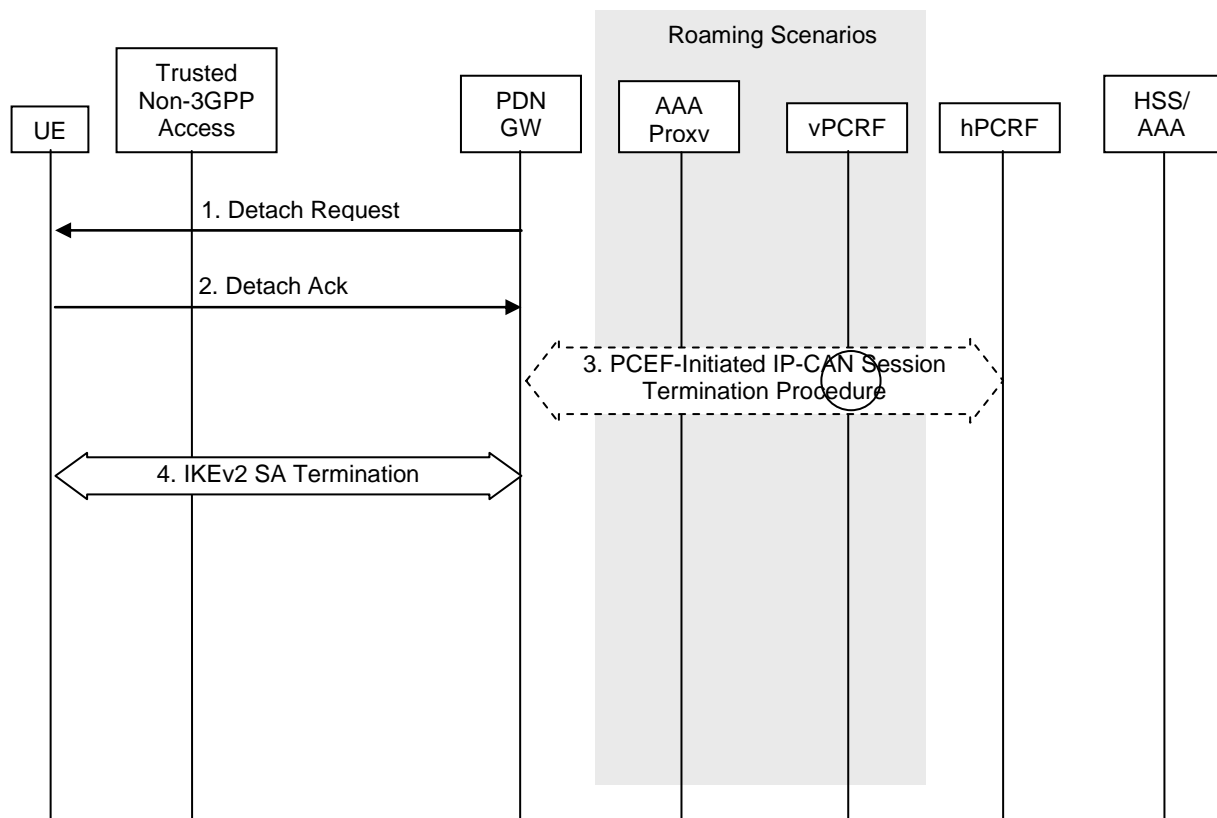 Roaming Scenarios
UE
Trusted
Non-3GPP
Access
PDN
GW
AAA
Proxv
vPCRF
hPCRF
HSS/
AAA
1. Detach Request
2. Detach Ack
3. PCEF-Initiated IP-CAN Session
Termination Procedure
4. IKEv2 SA Termination